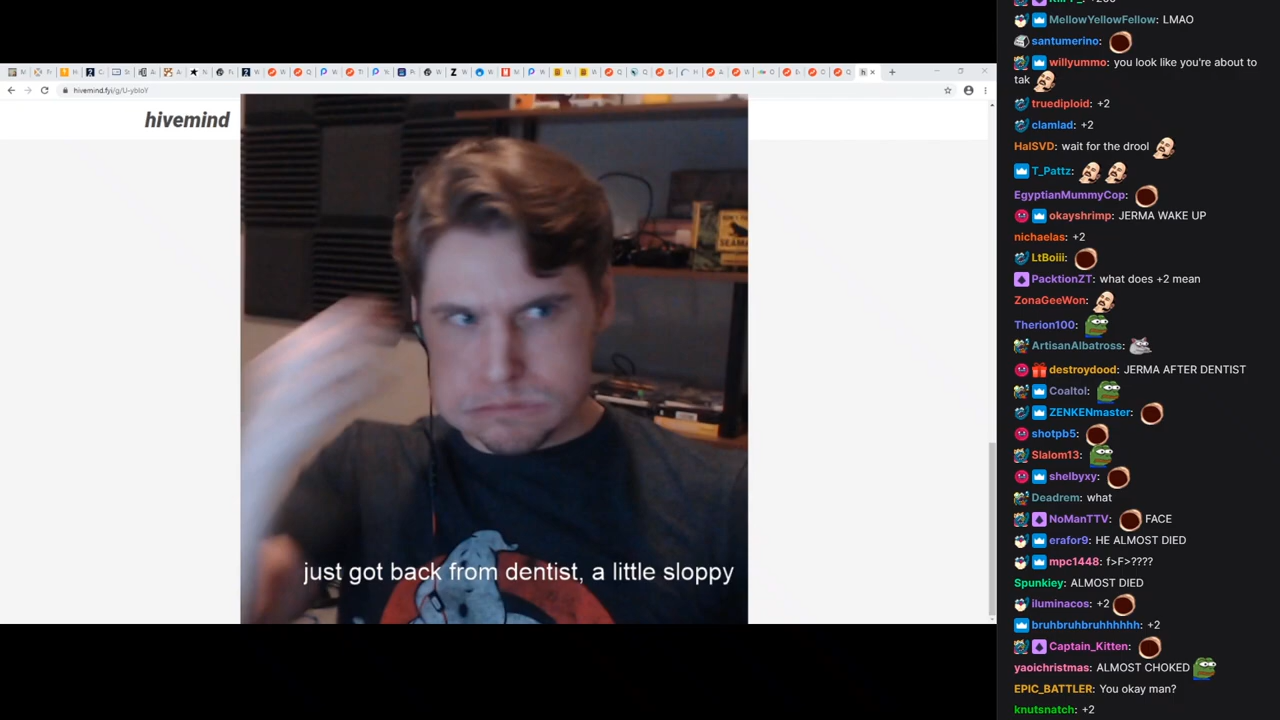 hivemind.fyi/g/U-ybtoY
hivemind
SEAMA
just got back from dentist, a little sloppy
MellowYellowFellow: LMAO
santumerino:
willyummo: you look like you're about to
tak
truediploid: +2
clamlad: +2
HalSVD: wait for the drool
T_Pattz:
EgyptianMummyCop:
okayshrimp: JERMA WAKE UP
nichaelas: +2
LtBoiii:
PacktionZT: what does +2 mean
ZonaGeeWon:
Therion100:
ArtisanAlbatross:
destroydood: JERMA AFTER DENTIST
Coaltol:
ZENKENmaster:
shotpb5:
Slalom13:
shelbyxy:
Deadrem: what
NoManTTV: FACE
erafor9: HE ALMOST DIED
mpc1448: f>F>????
Spunkiey: ALMOST DIED
iluminacos: +2
bruhbruhbruhhhhhh: +2
Captain_Kitten:
yaoichristmas: ALMOST CHOKED
EPIC_BATTLER: You okay man?
knutsnatch: +2